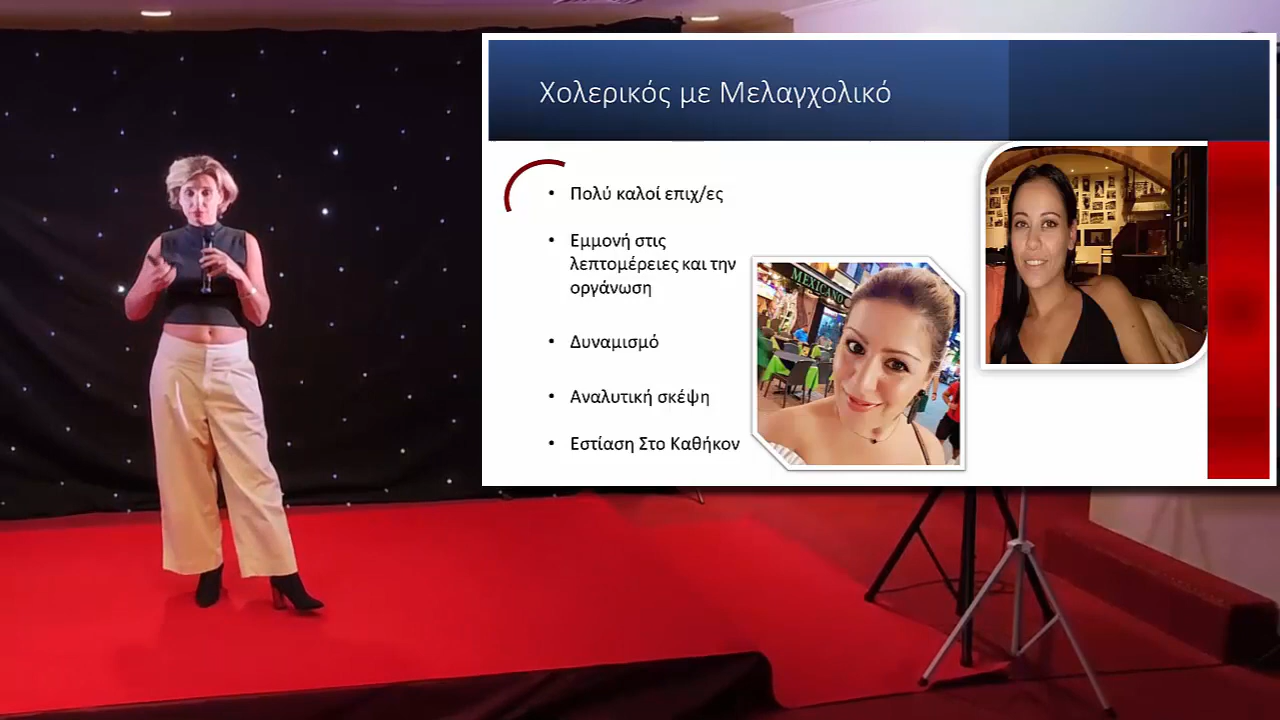 Χολερικός με Μελαγχολικό
• Πολύ καλοί επιχ/ες
• Εμμονή στις
λεπτομέρειες και την
οργάνωση
• Δυναμισμό
• Αναλυτική σκέψη
• Εστίαση Στο Καθήκον
MEXICANO